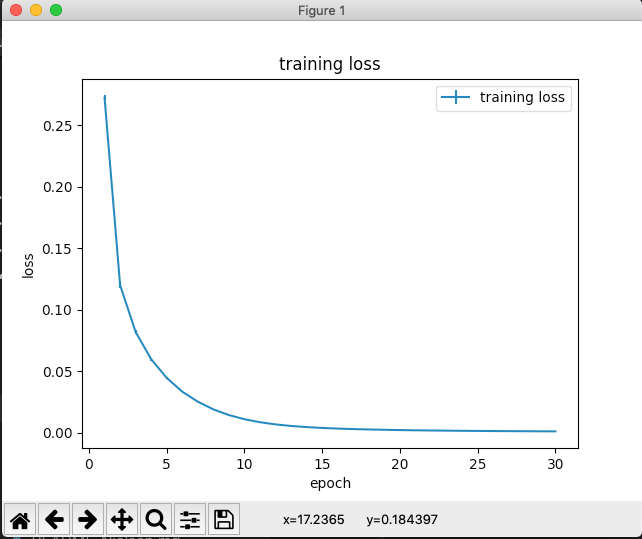 Figure 1
training loss
training loss
0.25
0.20
0.15
0.10
0.05
0.00
loss
0 5 10 15 20 25 30
epoch
x=17.2365 y=0.184397